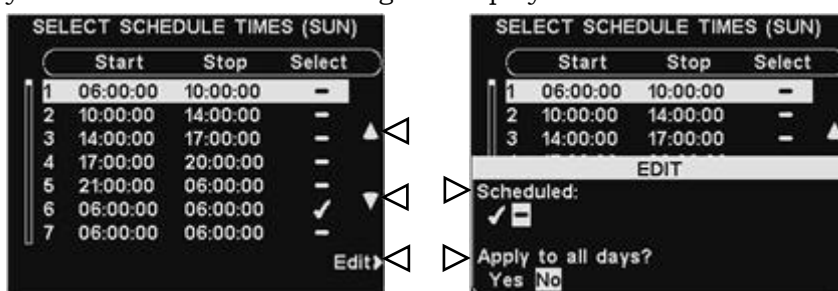 SELECT SCHEDULE TIMES (SUN)
Start Stop Select
1 06:00:00 10:00:00 –
2 10:00:00 14:00:00 –
3 14:00:00 17:00:00 –
4 17:00:00 20:00:00 –
5 21:00:00 06:00:00 –
6 06:00:00 06:00:00 ✓
7 06:00:00 06:00:00 –
Edit
SELECT SCHEDULE TIMES (SUN)
Start Stop Select
1 06:00:00 10:00:00 –
2 10:00:00 14:00:00 –
3 14:00:00 17:00:00 –
EDIT
Scheduled:
✓ –
Apply to all days?
Yes No